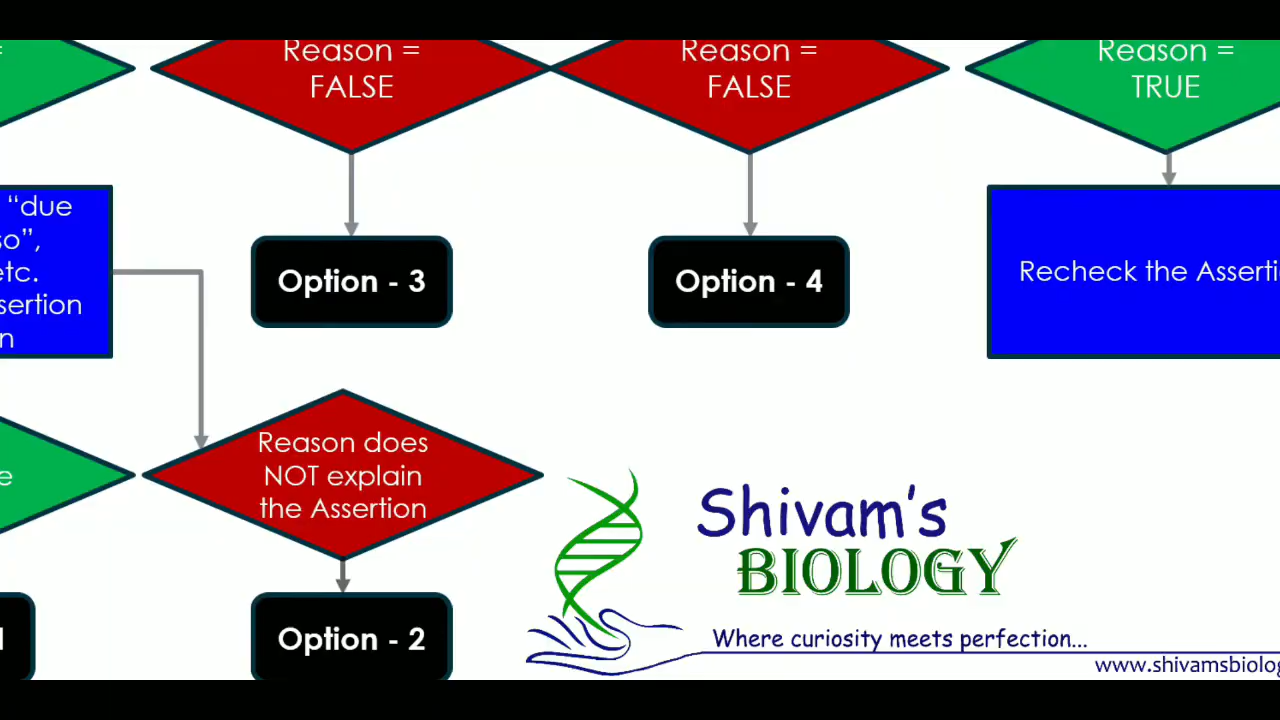 =
Reason =
FALSE
Reason =
FALSE
Reason =
TRUE
“due
so”,
etc.
sertion
n
Option - 3
Option - 4
Recheck the Asserti
e
Reason does
NOT explain
the Assertion
Option - 2
Shivam's
BIOLOGY
Where curiosity meets perfection...
www.shivamsbiolog